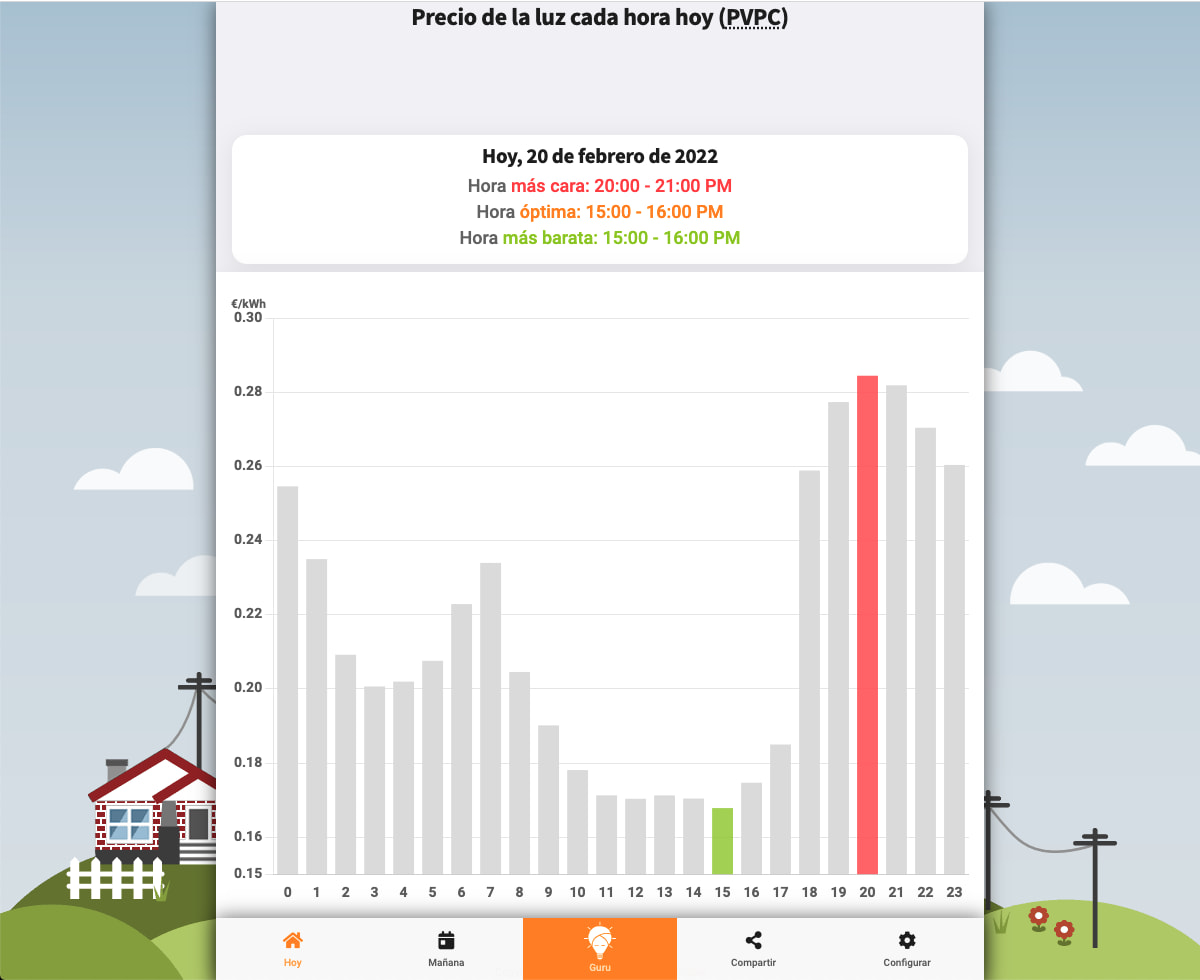 Precio de la luz cada hora hoy (PVPC)
Hoy, 20 de febrero de 2022
Hora más cara: 20:00 - 21:00 PM
Hora óptima: 15:00 - 16:00 PM
Hora más barata: 15:00 - 16:00 PM
€/kWh
0.30
0.28
0.26
0.24
0.22
0.20
0.18
0.16
0.15
0 1 2 3 4 5 6 7 8 9 10 11 12 13 14 15 16 17 18 19 20 21 22 23
Hoy Mañana Guru Compartir Configurar